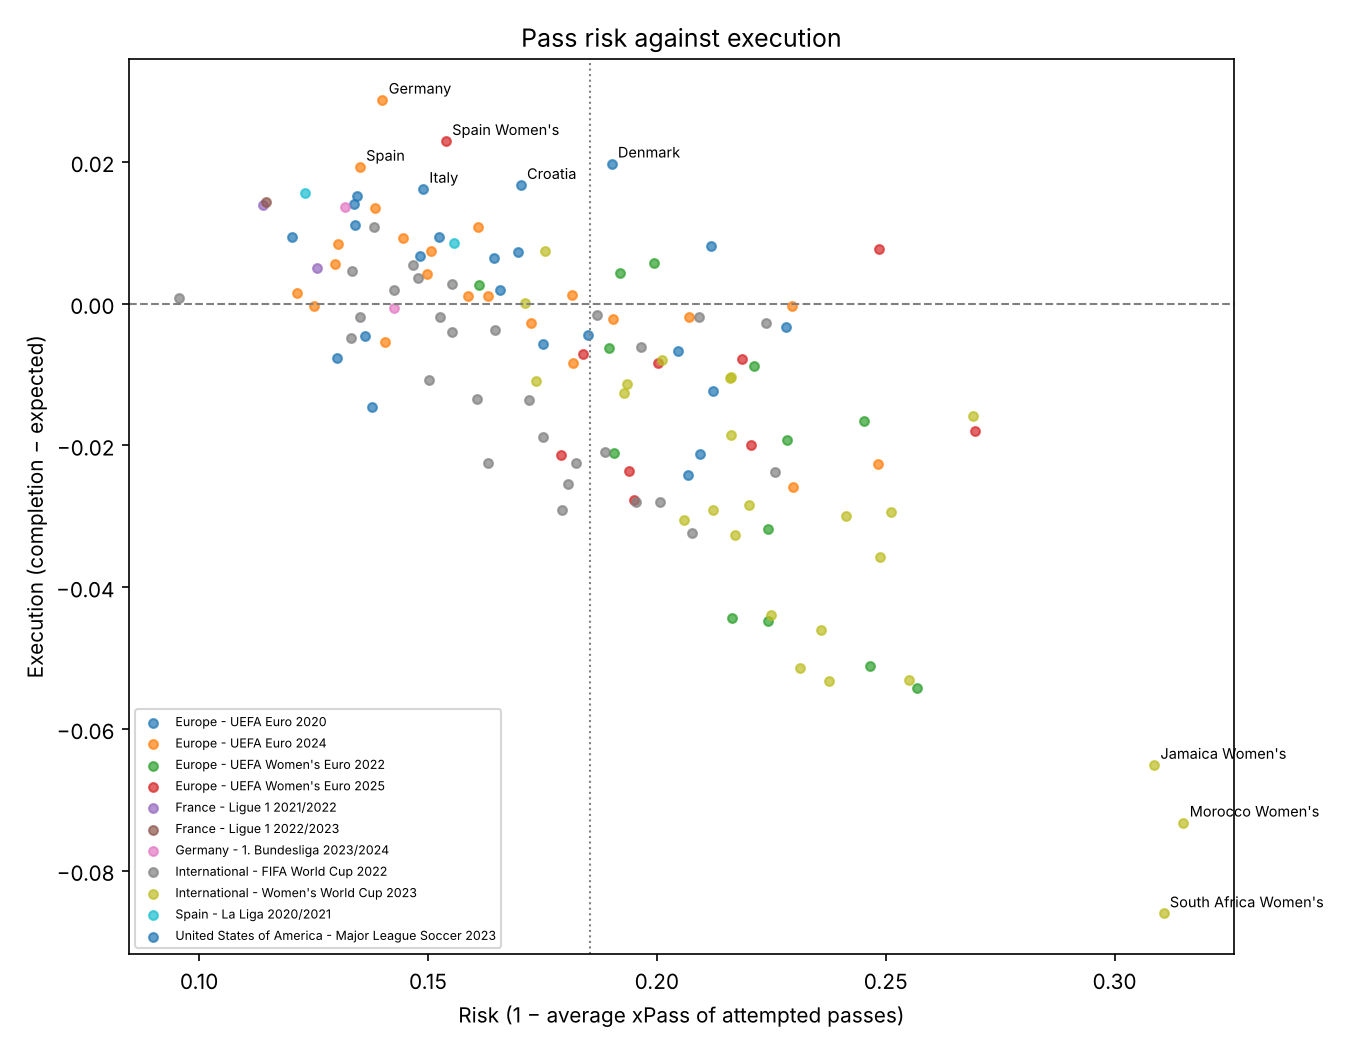 Pass risk against execution
Germany
Spain Women's
Denmark
Spain
Italy
Croatia
0.02
0.00
−0.02
−0.04
−0.06
−0.08
Execution (completion − expected)
Jamaica Women's
Morocco Women's
South Africa Women's
Europe - UEFA Euro 2020
Europe - UEFA Euro 2024
Europe - UEFA Women's Euro 2022
Europe - UEFA Women's Euro 2025
France - Ligue 1 2021/2022
France - Ligue 1 2022/2023
Germany - 1. Bundesliga 2023/2024
International - FIFA World Cup 2022
International - Women's World Cup 2023
Spain - La Liga 2020/2021
United States of America - Major League Soccer 2023
0.10
0.15
0.20
0.25
0.30
Risk (1 − average xPass of attempted passes)